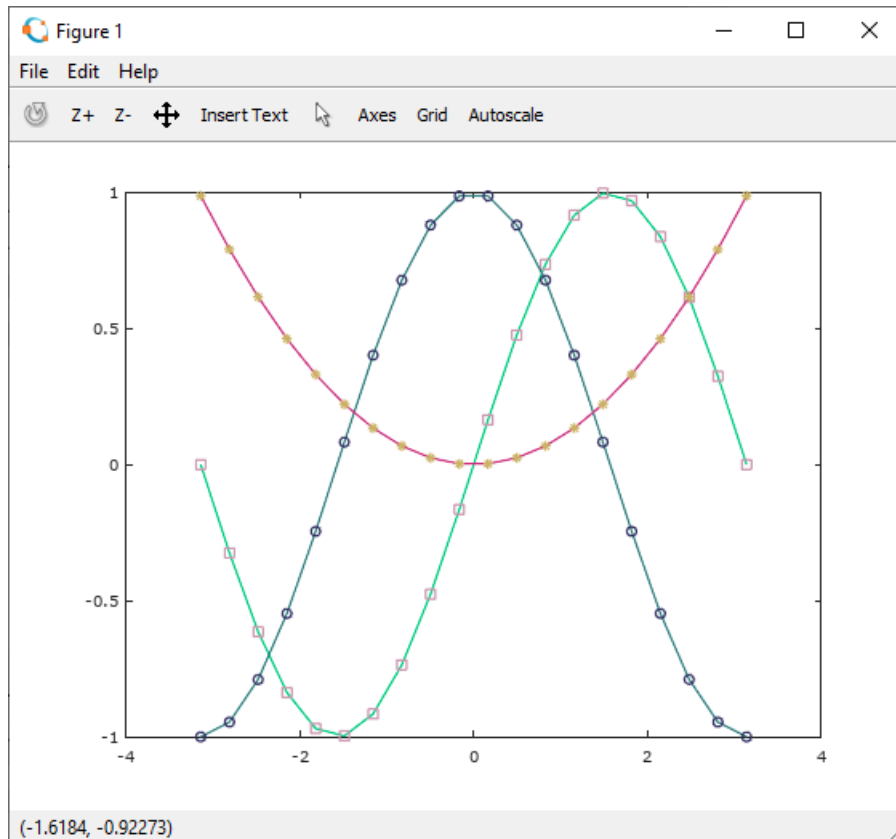 Figure 1
File Edit Help
Z+ Z- Insert Text Axes Grid Autoscale
1
0.5
0
-0.5
-1
-4 -2 0 2 4
(-1.6184, -0.92273)